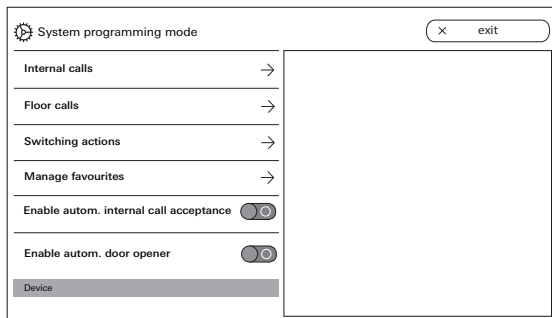 System programming mode
× exit
Internal calls
Floor calls
Switching actions
Manage favourites
Enable autom. internal call acceptance
Enable autom. door opener
Device